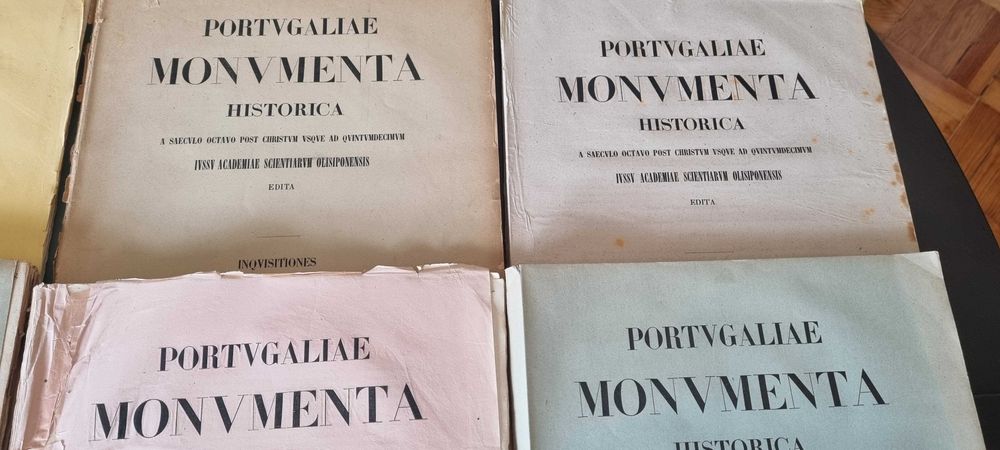 PORTVGALIAE
MONVMENTA
HISTORICA
A SAECVLO OCTAVO POST CHRISTVM VSQVE AD QVINTVMDECIMVM
IVSSV ACADEMIAE SCIENTIARVM OLISIPONENSIS
EDITA
INQVISITIONES
PORTVGALIAE
MONVMENTA
HISTORICA
A SAECVLO OCTAVO POST CHRISTVM VSQVE AD QVINTVMDECIMVM
IVSSV ACADEMIAE SCIENTIARVM OLISIPONENSIS
EDITA
PORTVGALIAE
MONVMENTA
PORTVGALIAE
MONVMENTA
HISTORICA